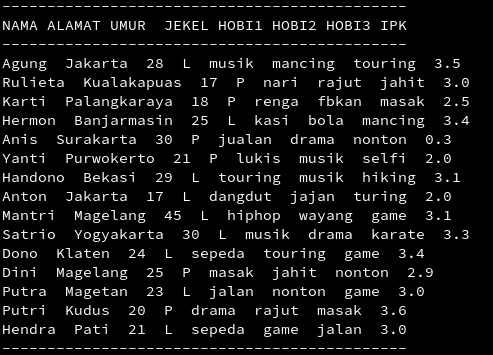 ---------------------------------------------
NAMA ALAMAT UMUR  JEKEL HOBI1 HOBI2 HOBI3 IPK
---------------------------------------------
Agung  Jakarta  28  L  musik  mancing  touring  3.5
Rulieta  Kualakapuas  17  P  nari  rajut  jahit  3.0
Karti  Palangkaraya  18  P  renga  fbkan  masak  2.5
Hermon  Banjarmasin  25  L  kasi  bola  mancing  3.4
Anis  Surakarta  30  P  jualan  drama  nonton  0.3
Yanti  Purwokerto  21  P  lukis  musik  selfi  2.0
Handono  Bekasi  29  L  touring  musik  hiking  3.1
Anton  Jakarta  17  L  dangdut  jajan  turing  2.0
Mantri  Magelang  45  L  hiphop  wayang  game  3.1
Satrio  Yogyakarta  30  L  musik  drama  karate  3.3
Dono  Klaten  24  L  sepeda  touring  game  3.4
Dini  Magelang  25  P  masak  jahit  nonton  2.9
Putra  Magetan  23  L  jalan  nonton  game  3.0
Putri  Kudus  20  P  drama  rajut  masak  3.6
Hendra  Pati  21  L  sepeda  game  jalan  3.0
---------------------------------------------